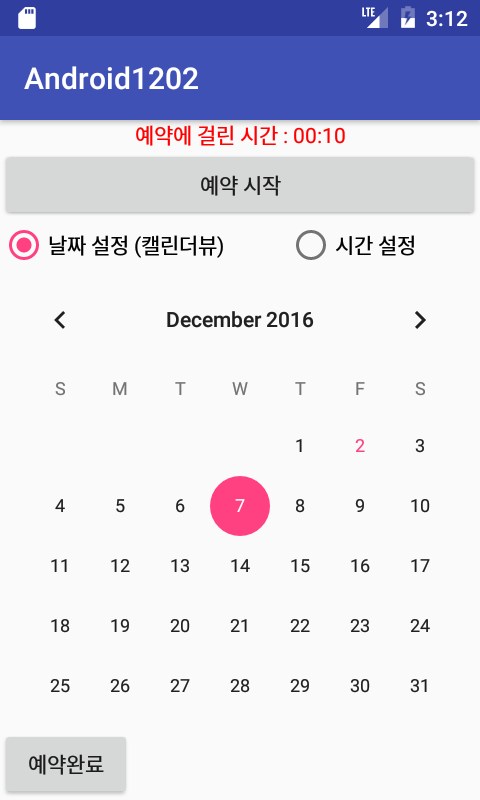 LTE 3:12
Android1202
예약에 걸린 시간 : 00:10
예약 시작
날짜 설정 (캘린더뷰) 시간 설정
December 2016
S M T W T F S
1 2 3
4 5 6 7 8 9 10
11 12 13 14 15 16 17
18 19 20 21 22 23 24
25 26 27 28 29 30 31
예약완료